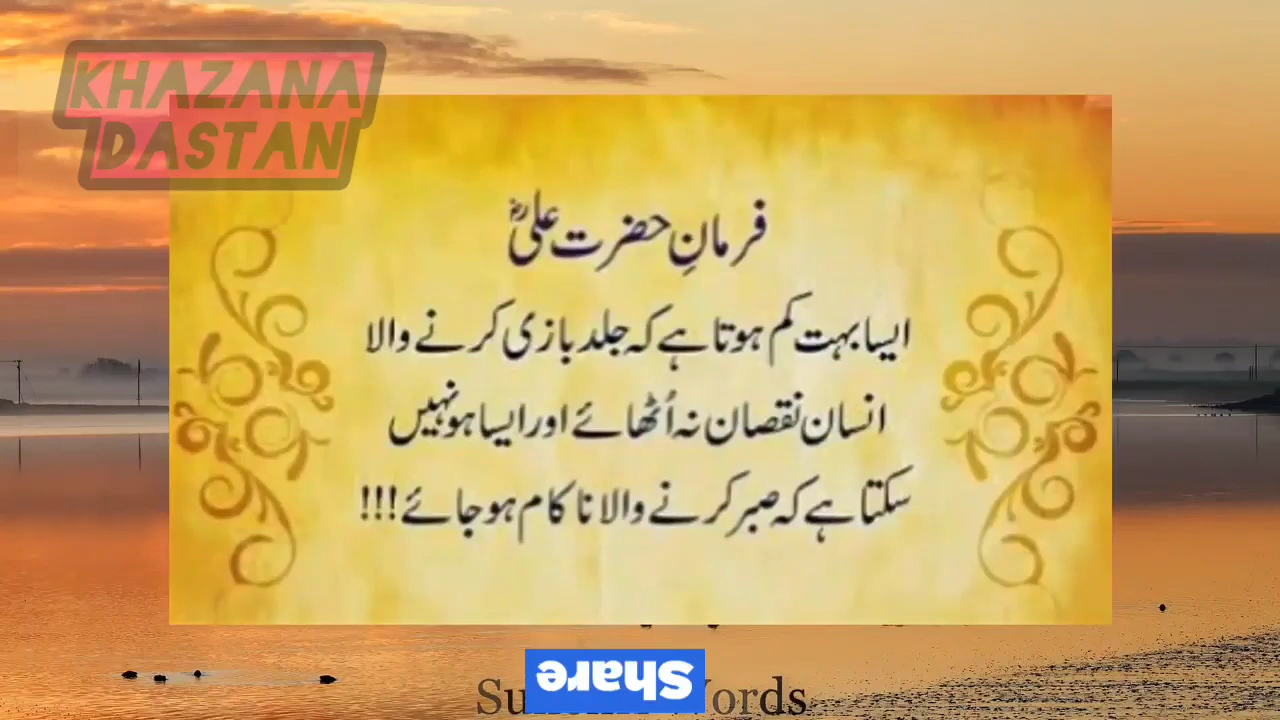 KHAZANA
DASTAN
فرمانِ حضرت علیؓ
ایسا بہت کم ہوتا ہے کہ جلد بازی کرنے والا
انسان نقصان نہ اُٹھائے اور ایسا ہو نہیں
سکتا ہے کہ صبر کرنے والا ناکام ہو جائے!!!
Share